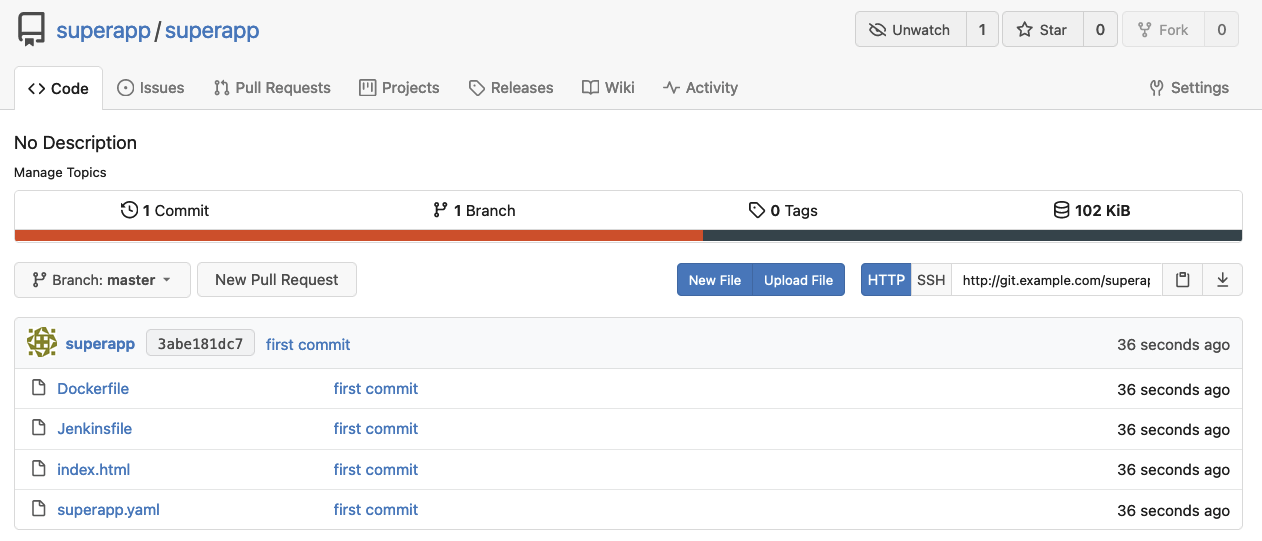 superapp / superapp Unwatch 1 Star 0 Fork 0
Code Issues Pull Requests Projects Releases Wiki Activity Settings
No Description
Manage Topics
1 Commit 1 Branch 0 Tags 102 KiB
Branch: master New Pull Request New File Upload File HTTP SSH http://git.example.com/superap
superapp 3abe181dc7 first commit 36 seconds ago
Dockerfile first commit 36 seconds ago
Jenkinsfile first commit 36 seconds ago
index.html first commit 36 seconds ago
superapp.yaml first commit 36 seconds ago